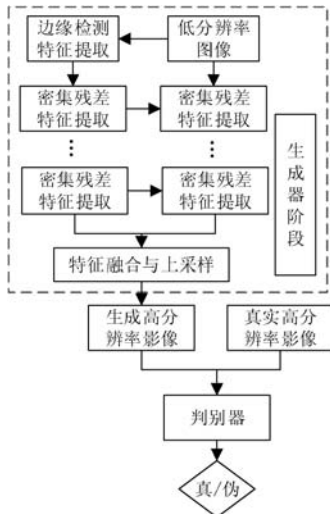 边缘检测
特征提取
低分辨率
图像
密集残差
特征提取
密集残差
特征提取
密集残差
特征提取
密集残差
特征提取
生成器阶段
特征融合与上采样
生成高分
辨率影像
真实高分
辨率影像
判别器
真/伪